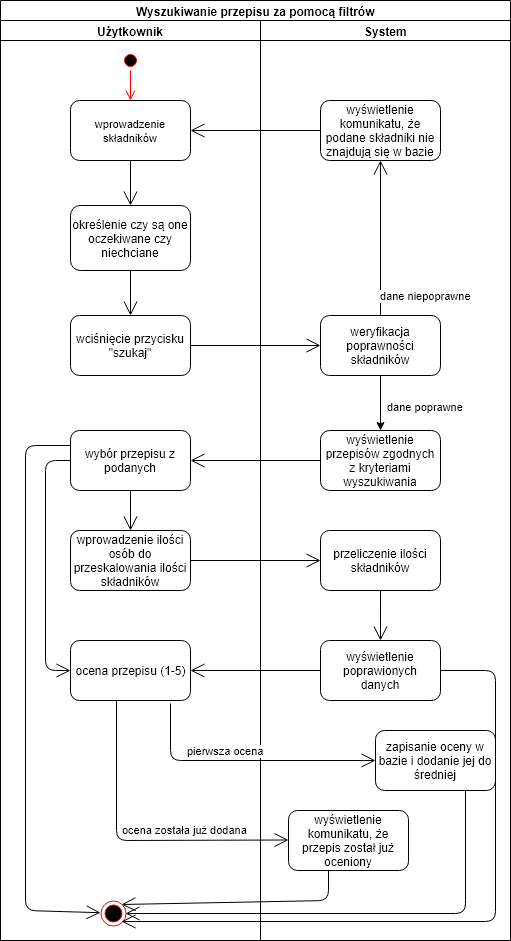 Wyszukiwanie przepisu za pomocą filtrów
Użytkownik
System
wprowadzenie
składników
wyświetlenie
komunikatu, że
podane składniki nie
znajdują się w bazie
określenie czy są one
oczekiwane czy
niechciane
dane niepoprawne
wciśnięcie przycisku
"szukaj"
weryfikacja
poprawności
składników
dane poprawne
wybór przepisu z
podanych
wyświetlenie
przepisów zgodnych
z kryteriami
wyszukiwania
wprowadzenie ilości
osób do
przeskalowania ilości
składników
przeliczenie ilości
składników
ocena przepisu (1-5)
wyświetlenie
poprawionych
danych
pierwsza ocena
zapisanie oceny w
bazie i dodanie jej do
średniej
ocena została już dodana
wyświetlenie
komunikatu, że
przepis został już
oceniony